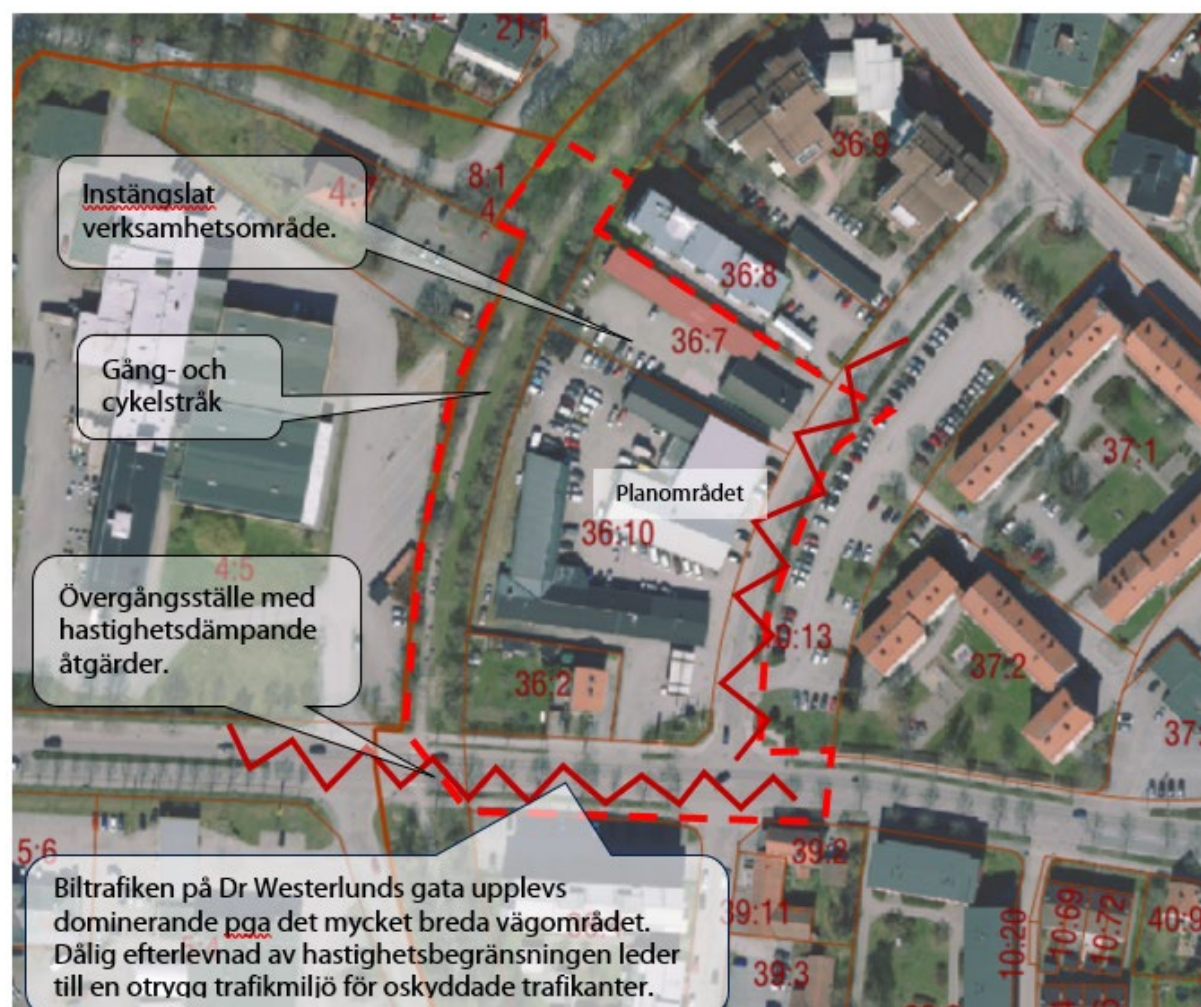 21:1
Instängslat
verksamhetsområde.
8:1
4
36:9
36:8
36:7
Gång- och
cykelstråk
37:1
Planområdet
36:10
4:5
Övergångsställe med
hastighetsdämpande
åtgärder.
36:2
37:2
5:6
39:2
Biltrafiken på Dr Westerlunds gata upplevs
dominerande pga det mycket breda vägområdet.
Dålig efterlevnad av hastighetsbegränsningen leder
till en otrygg trafikmiljö för oskyddade trafikanter.
39:11
39:3
10:20
10:69
10:72